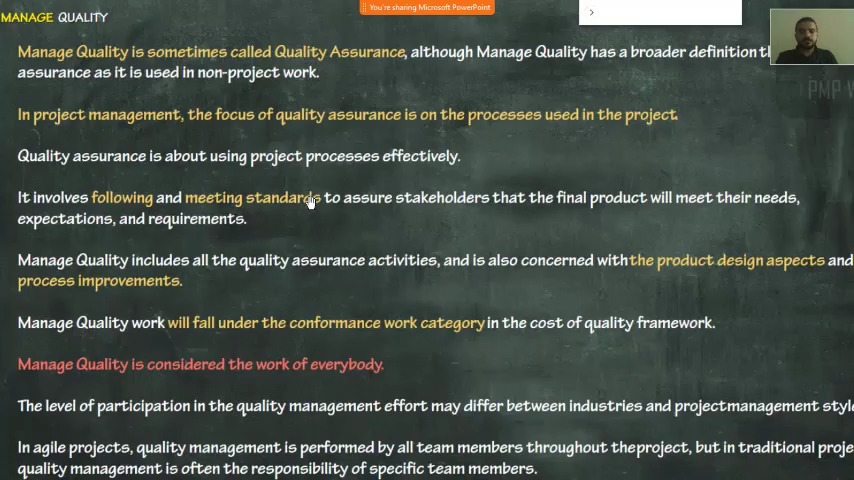 You're sharing Microsoft PowerPoint
MANAGE QUALITY
Manage Quality is sometimes called Quality Assurance, although Manage Quality has a broader definition
assurance as it is used in non-project work.
PMP
In project management, the focus of quality assurance is on the processes used in the project.
Quality assurance is about using project processes effectively.
It involves following and meeting standards to assure stakeholders that the final product will meet their needs,
expectations, and requirements.
Manage Quality includes all the quality assurance activities, and is also concerned with the product design aspects and
process improvements.
Manage Quality work will fall under the conformance work category in the cost of quality framework.
Manage Quality is considered the work of everybody.
The level of participation in the quality management effort may differ between industries and project management
In agile projects, quality management is performed by all team members throughout the project, but in traditional
quality management is often the responsibility of specific team members.